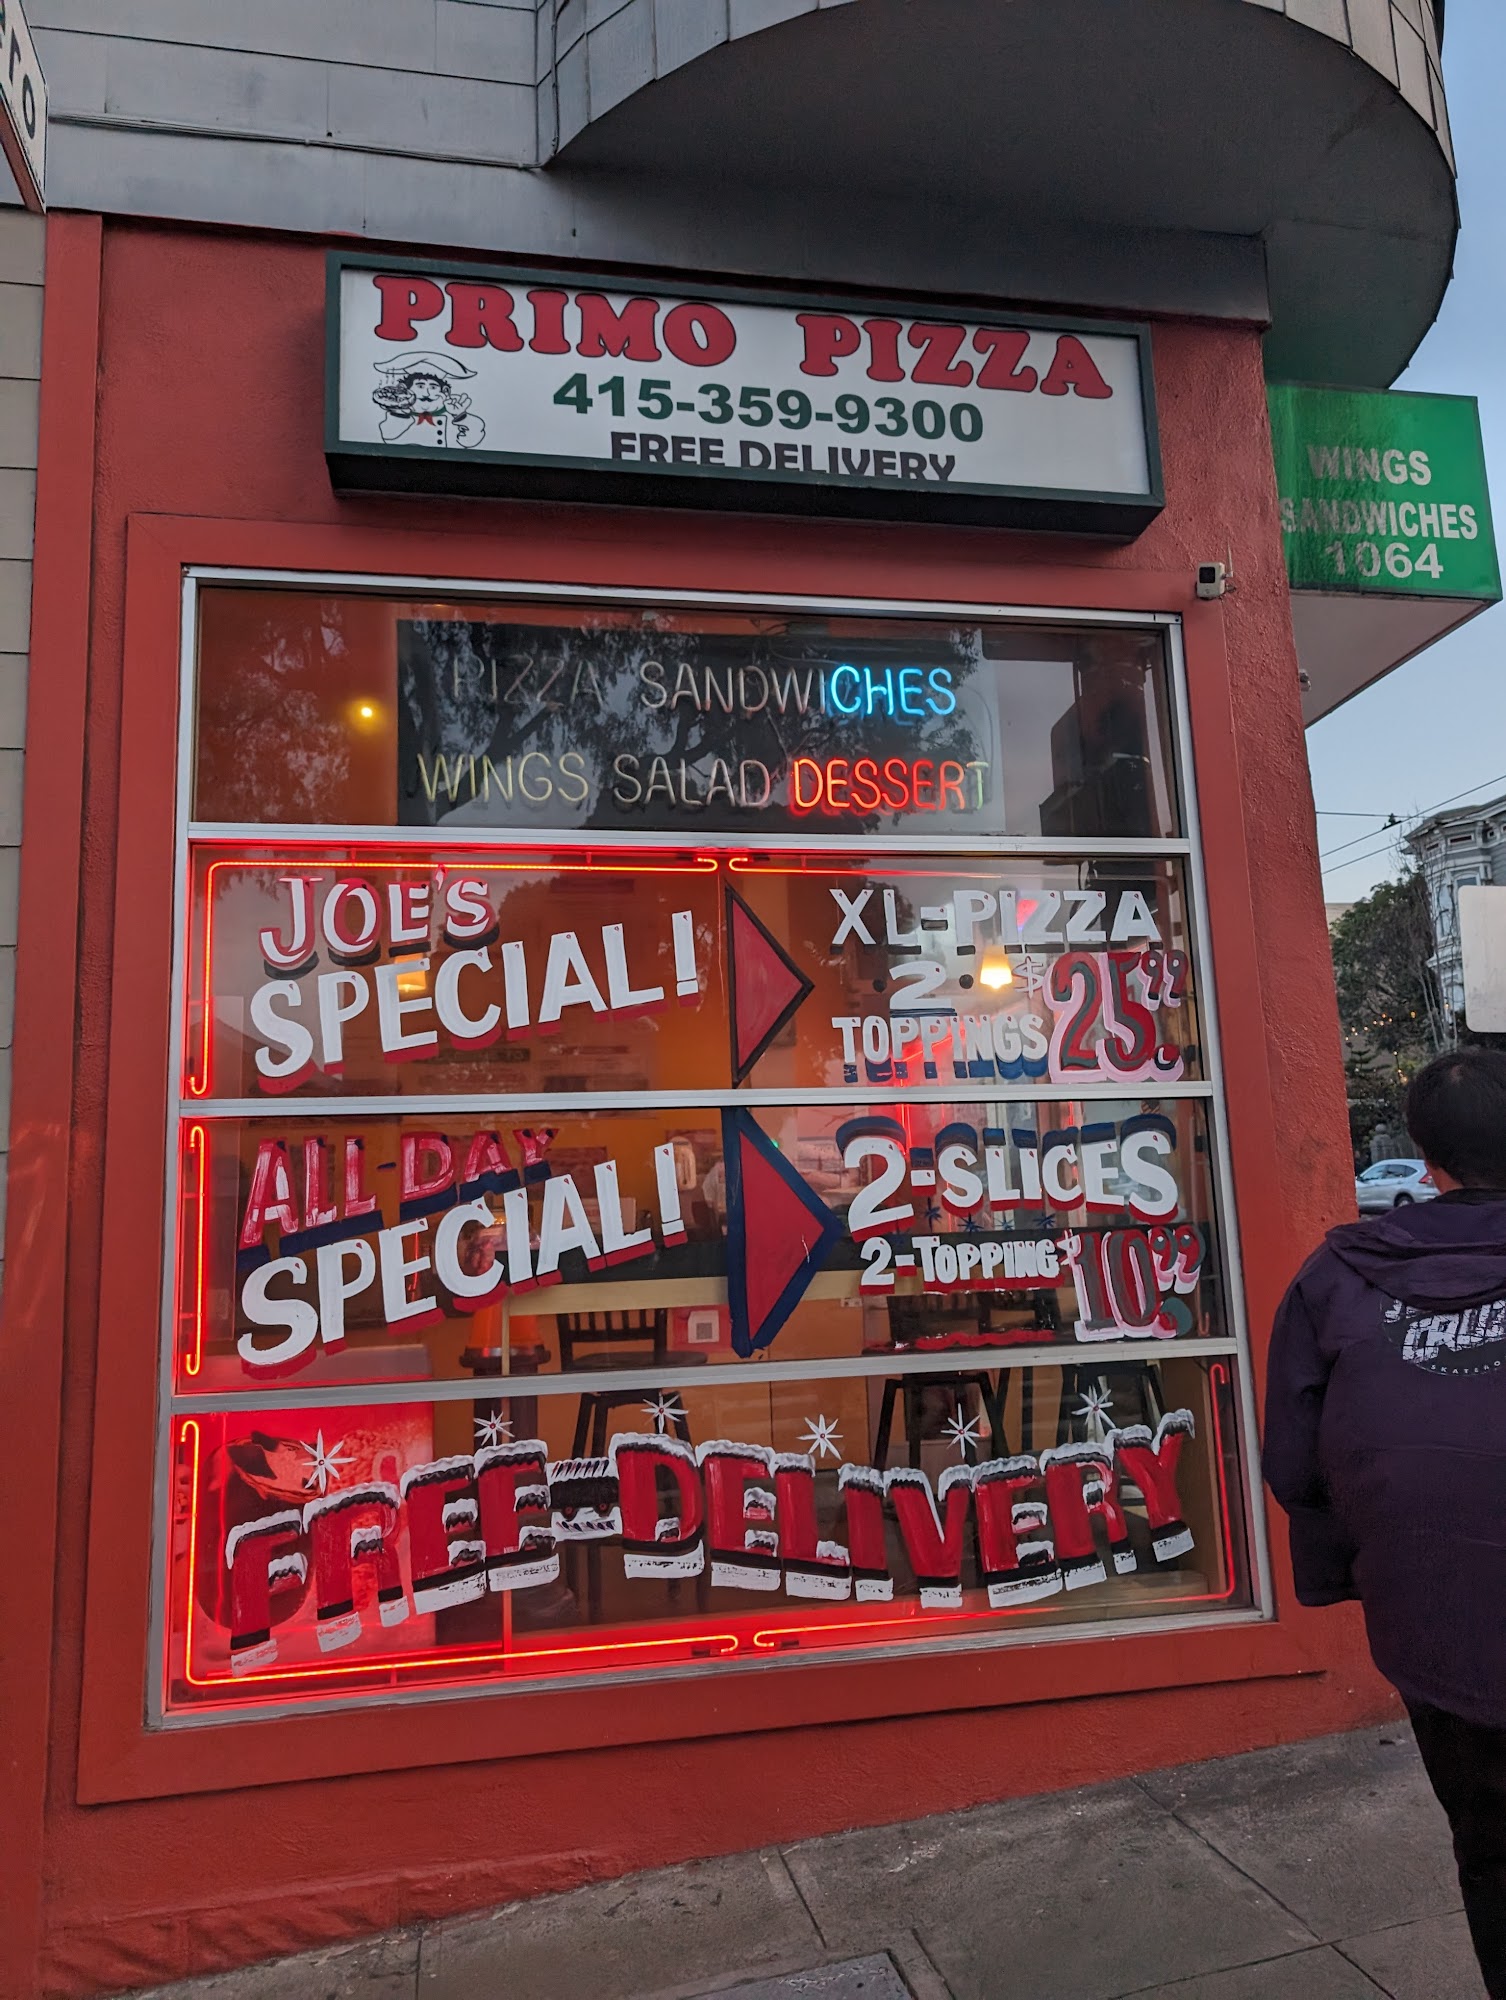 PRIMO PIZZA
415-359-9300
FREE DELIVERY
WINGS
SANDWICHES
1064
PIZZA SANDWICHES
WINGS SALAD DESSERT
JOE'S
SPECIAL!
XL-PIZZA
2
TOPPINGS
$25.99
ALL-DAY
SPECIAL!
2-SLICES
2-TOPPING
$10.99
FREE-DELIVERY